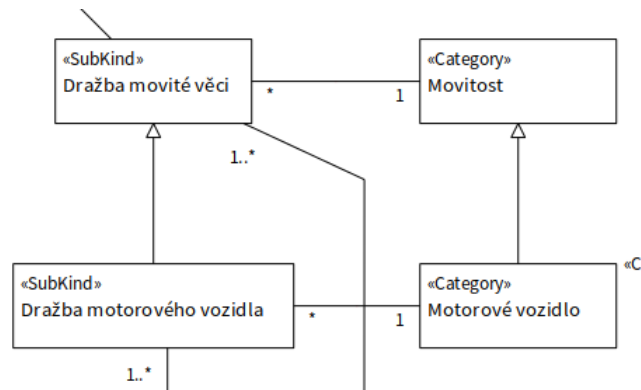 «SubKind»
Dražba movité věci
*
1
«Category»
Movitost
1..*
«SubKind»
Dražba motorového vozidla
*
1
«Category»
Motorové vozidlo
«C
1..*